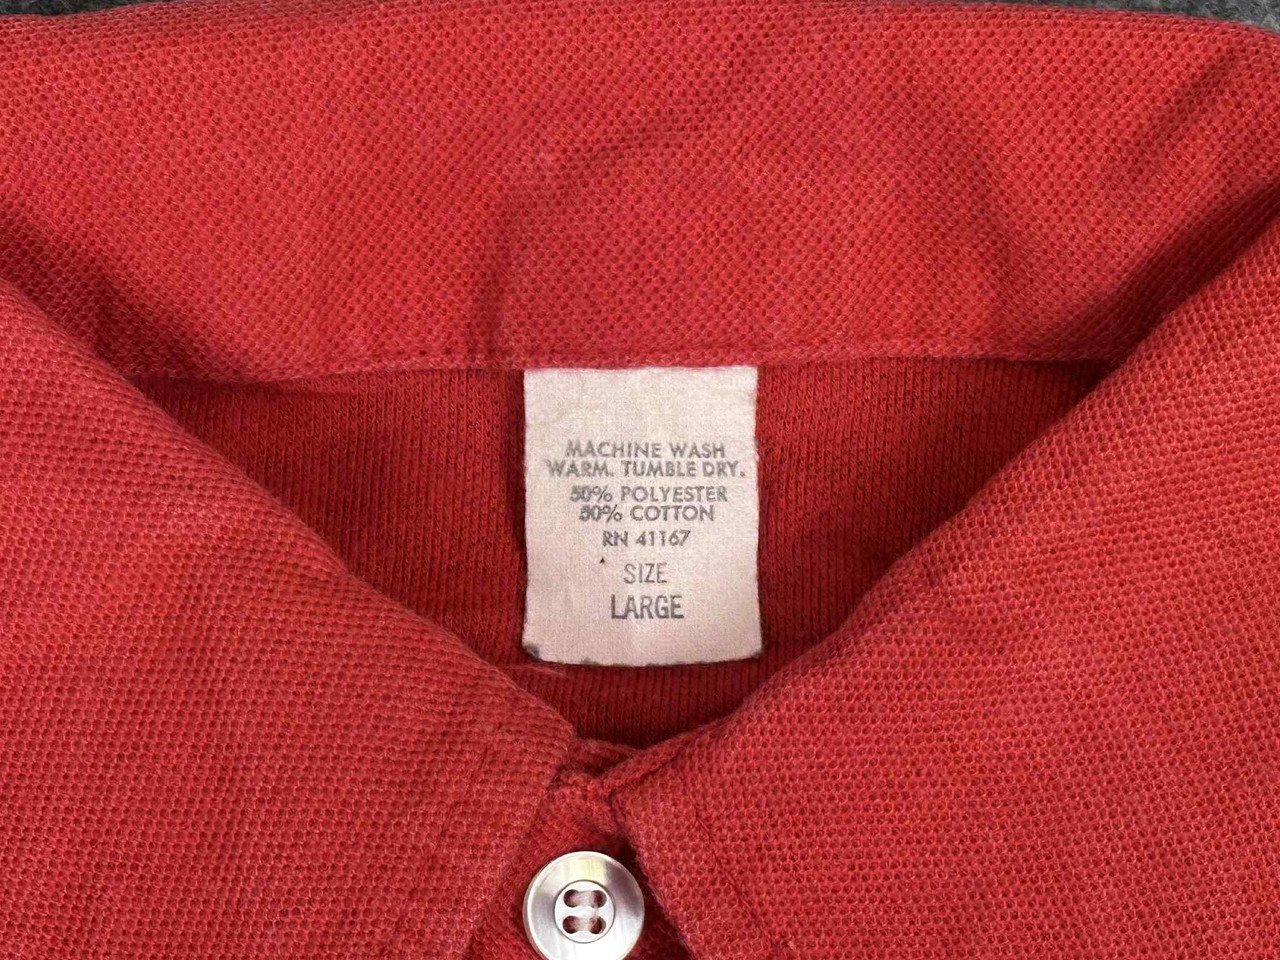 MACHINE WASH
WARM. TUMBLE DRY.
50% POLYESTER
50% COTTON
RN 41167
SIZE
LARGE